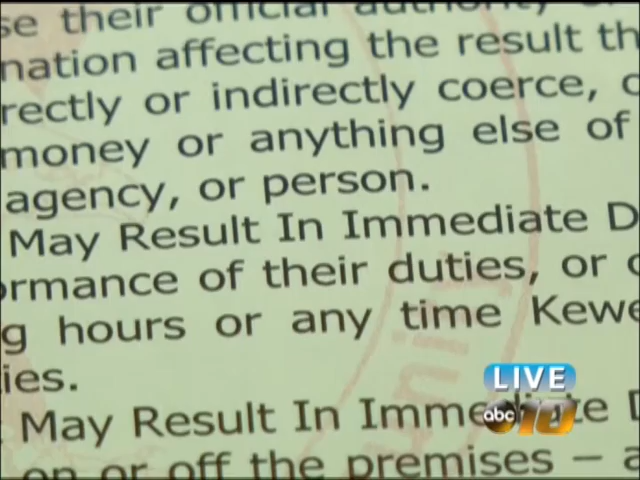 se their official authority
nation affecting the result th
rectly or indirectly coerce,
money or anything else of
agency, or person.
May Result In Immediate D
ormance of their duties, or
g hours or any time Kewe
ies.
May Result In Imme e D
on or off the premises – a
LIVE
abc 10